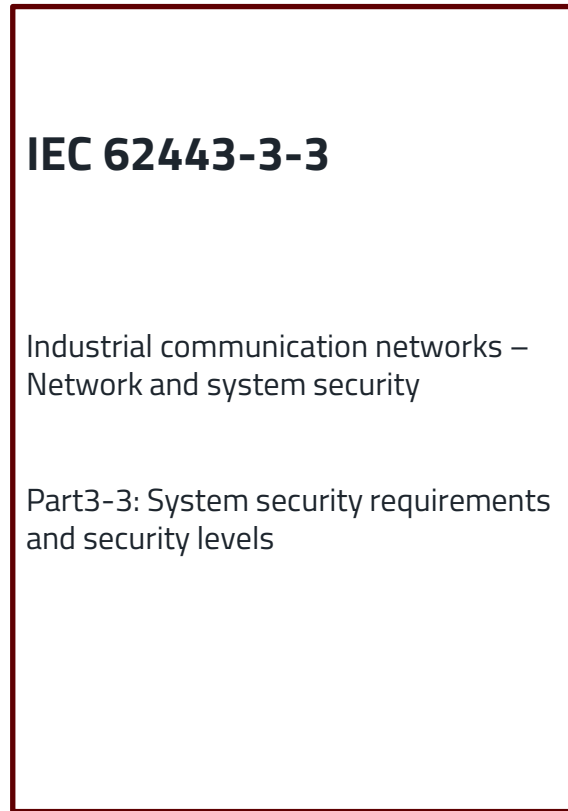 IEC 62443-3-3
Industrial communication networks –
Network and system security
Part3-3: System security requirements
and security levels